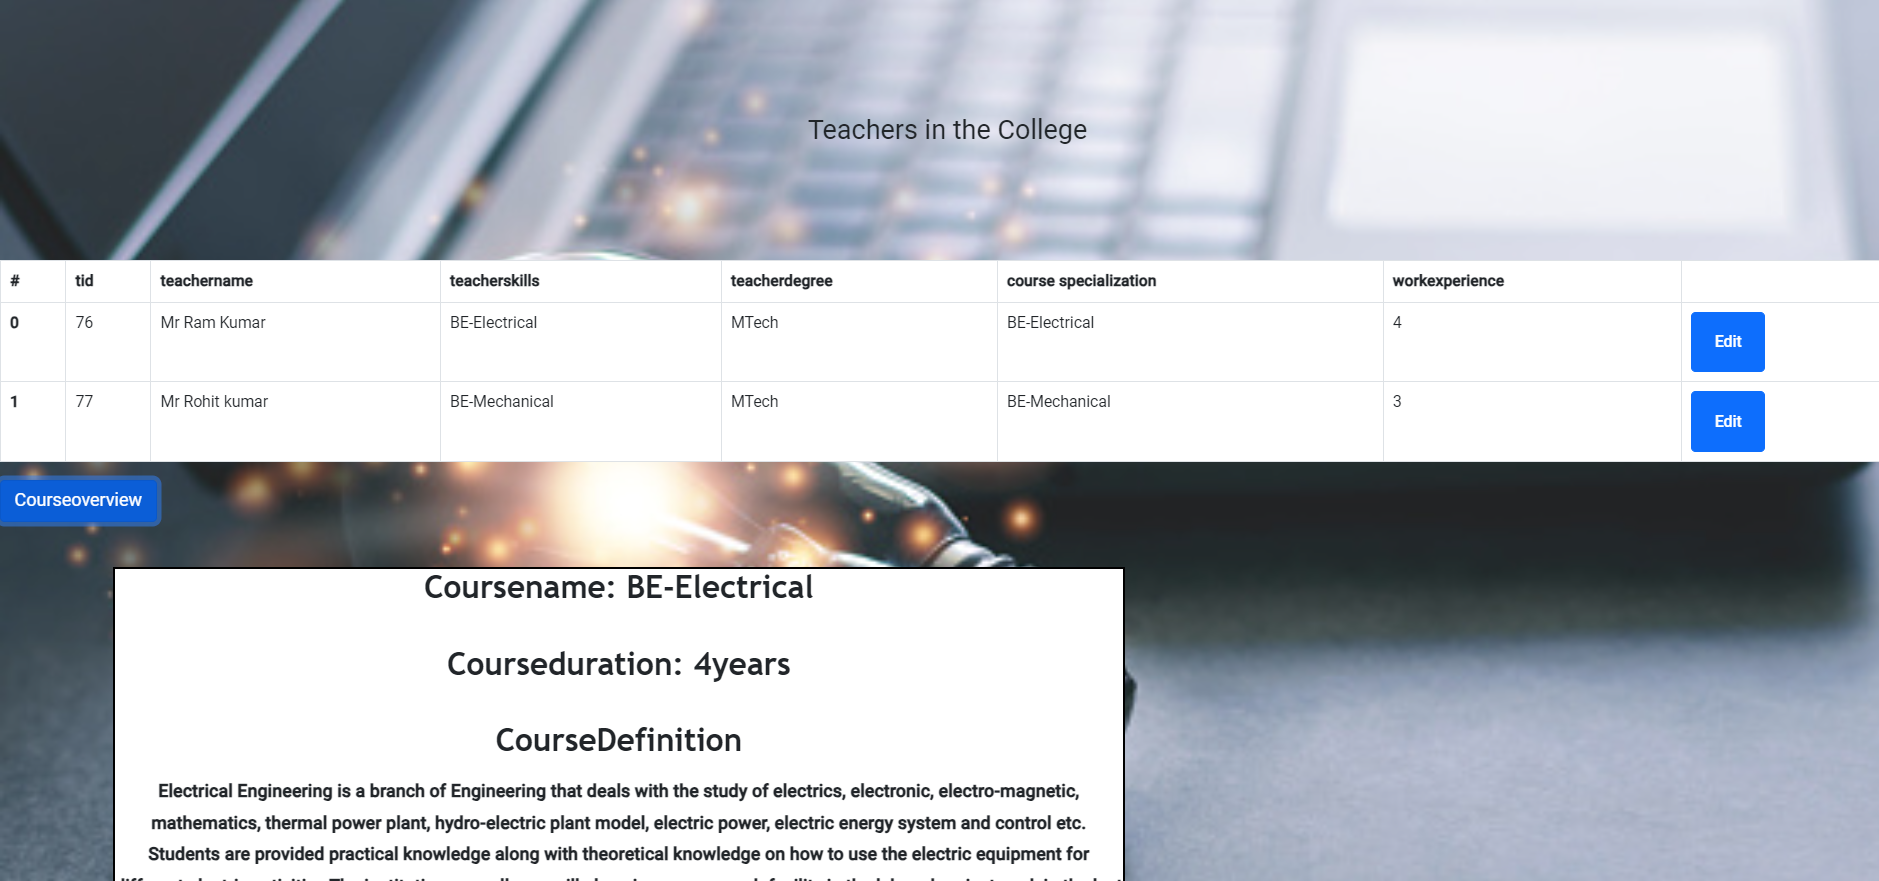 Teachers in the College
# tid teachername teacherskills teacherdegree course specialization workexperience
0 76 Mr Ram Kumar BE-Electrical MTech BE-Electrical 4 Edit
1 77 Mr Rohit kumar BE-Mechanical MTech BE-Mechanical 3 Edit
Courseoverview
Coursename: BE-Electrical
Courseduration: 4years
CourseDefinition
Electrical Engineering is a branch of Engineering that deals with the study of electrics, electronic, electro-magnetic,
mathematics, thermal power plant, hydro-electric plant model, electric power, electric energy system and control etc.
Students are provided practical knowledge along with theoretical knowledge on how to use the electric equipment for